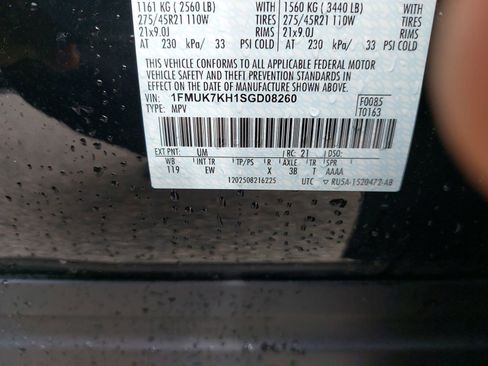 1161 KG ( 2560 LB) WITH 1560 KG ( 3440 LB) WITH
275/45R21 110W TIRES 275/45R21 110W TIRES
21x9.0J RIMS 21x9.0J RIMS
AT 230 kPa/ 33 PSI COLD AT 230 kPa/ 33 PSI COLD
THIS VEHICLE CONFORMS TO ALL APPLICABLE FEDERAL MOTOR
VEHICLE SAFETY AND THEFT PREVENTION STANDARDS IN
EFFECT ON THE DATE OF MANUFACTURE SHOWN ABOVE.
VIN: 1FMUK7KH1SGD08260 F0085
TYPE: MPV T0163
EXT PNT: UM RC: 21 DSO:
WB INT TR TP/PS R AXLE TR SPR
119 EW X 3B T AAAA
1202508216225 UTC RU5A-1520472-AB